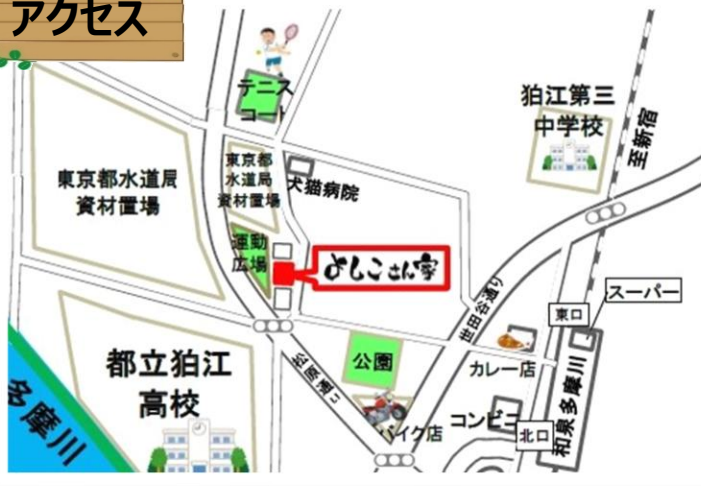 アクセス
テニス
コート
狛江第三
中学校
至新宿
東京都水道局
資材置場
東京都
水道局
資材置場
犬猫病院
運動
広場
よしこさん家
世田谷通り
スーパー
東口
松原通り
公園
カレー店
和泉多摩川
都立狛江
高校
多摩川
バイク店
コンビニ
北口